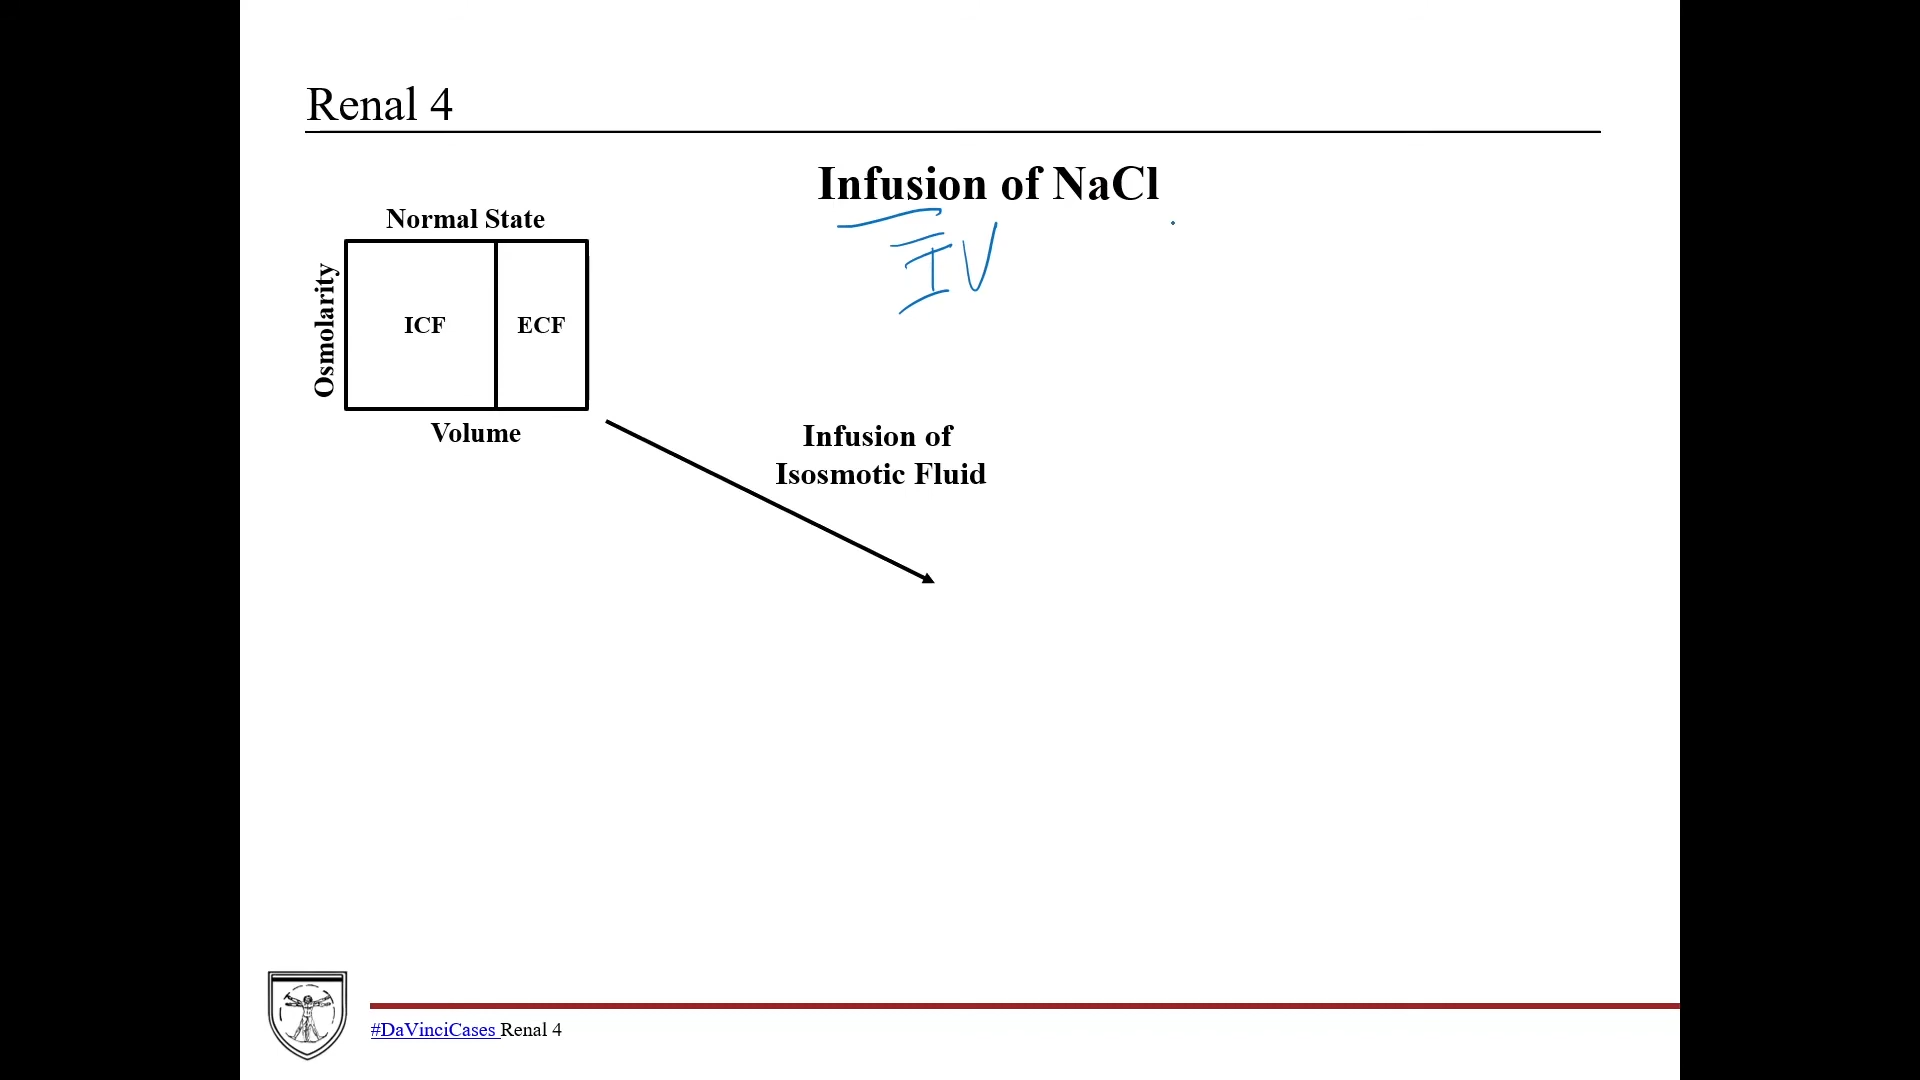 Renal 4
Infusion of NaCl
IV
Normal State
Osmolarity
ICF
ECF
Volume
Infusion of
Isosmotic Fluid
#DaVinciCases Renal 4